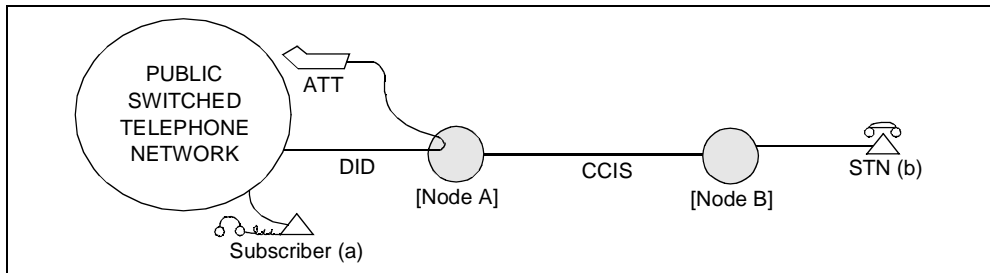 PUBLIC
SWITCHED
TELEPHONE
NETWORK
ATT
DID
[Node A]
CCIS
[Node B]
STN (b)
Subscriber (a)